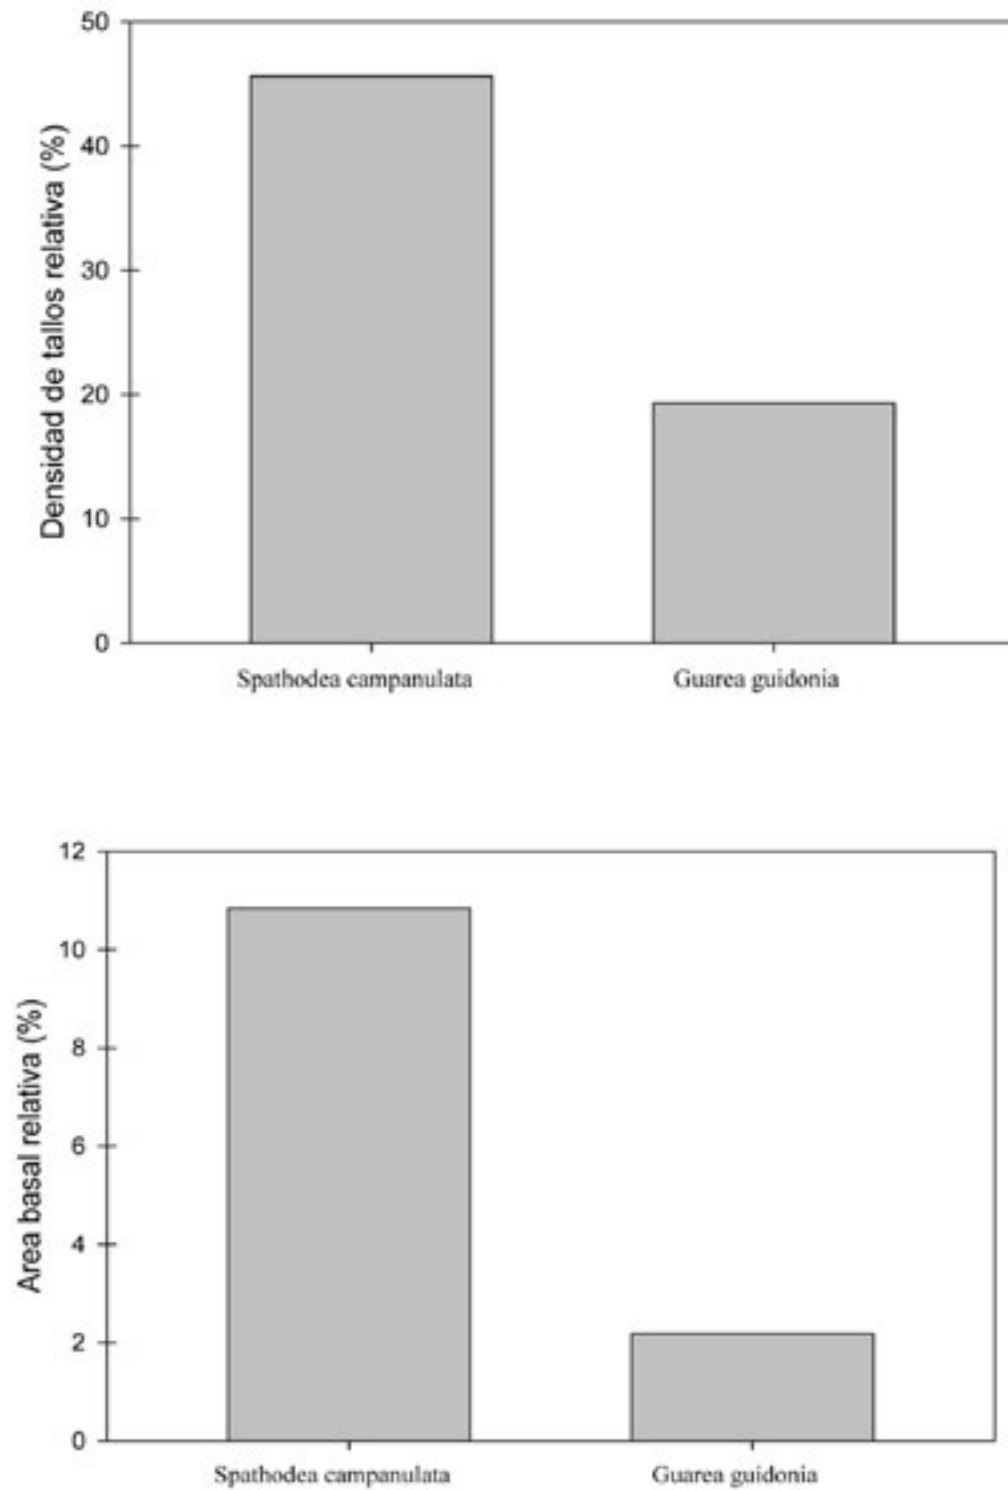 50
40
30
20
10
0
Densidad de tallos relativa (%)
Spathodea campanulata
Guarea guidonia
12
10
8
6
4
2
0
Area basal relativa (%)
Spathodea campanulata
Guarea guidonia